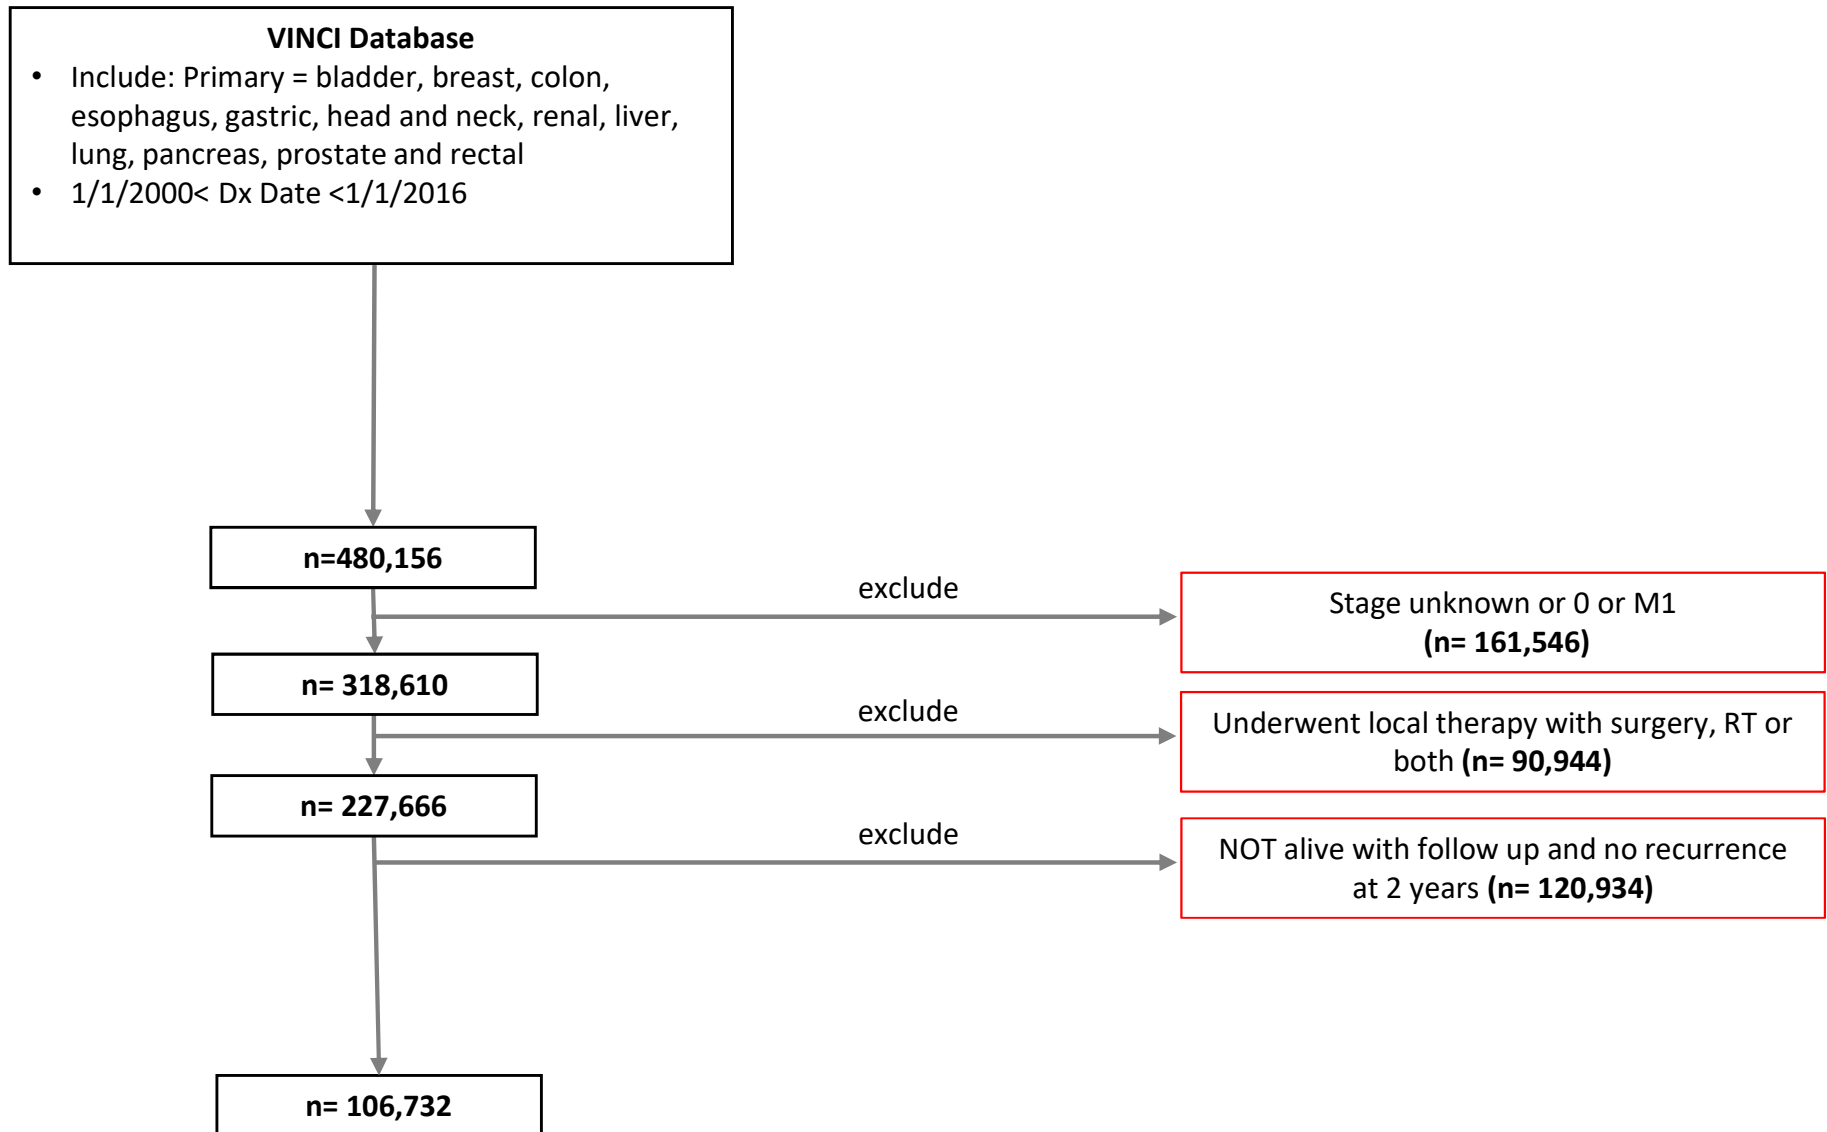 VINCI Database
• Include: Primary = bladder, breast, colon,
esophagus, gastric, head and neck, renal, liver,
lung, pancreas, prostate and rectal
• 1/1/2000< Dx Date <1/1/2016
n=480,156
exclude
Stage unknown or 0 or M1
(n= 161,546)
n= 318,610
exclude
Underwent local therapy with surgery, RT or
both (n= 90,944)
n= 227,666
exclude
NOT alive with follow up and no recurrence
at 2 years (n= 120,934)
n= 106,732